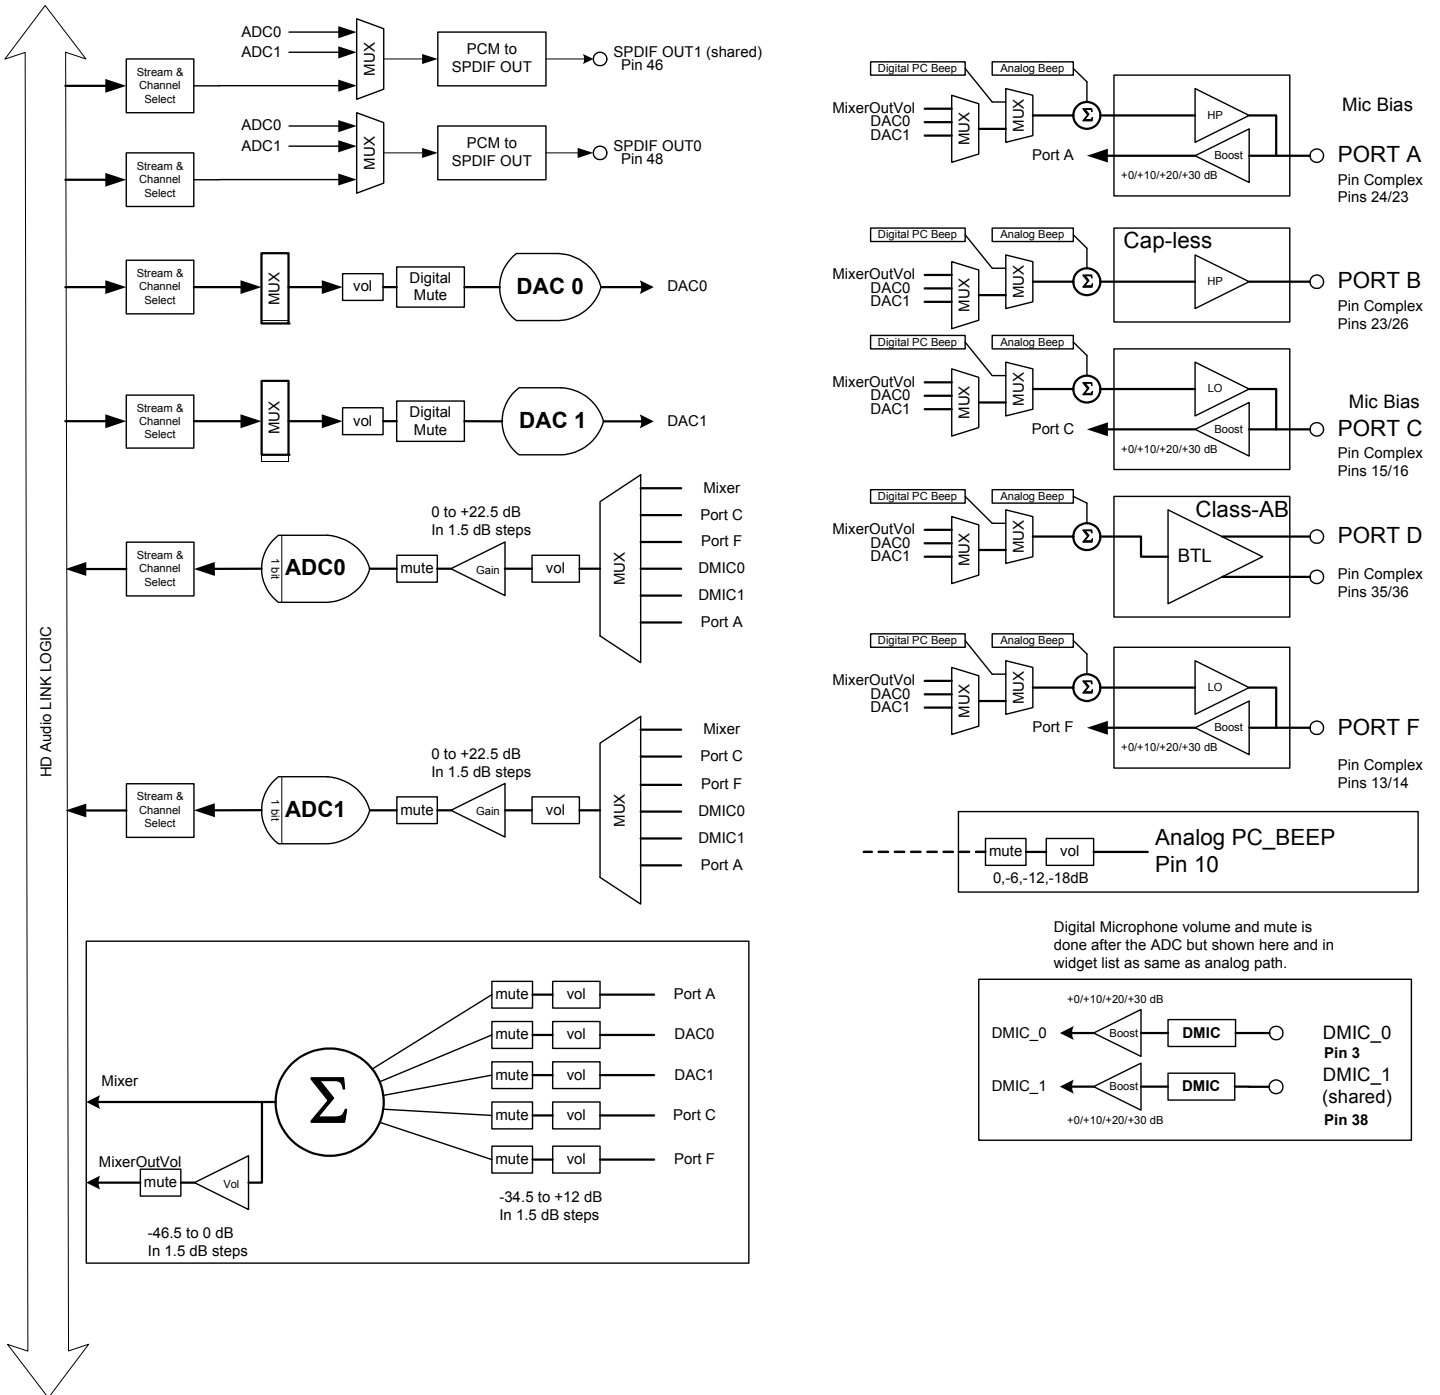 HD Audio LINK LOGIC
ADC0
ADC1
Stream &
Channel
Select
MUX
PCM to
SPDIF OUT
SPDIF OUT1 (shared)
Pin 46
ADC0
ADC1
Stream &
Channel
Select
MUX
PCM to
SPDIF OUT
SPDIF OUT0
Pin 48
Stream &
Channel
Select
MUX
vol
Digital
Mute
DAC 0
DAC0
Stream &
Channel
Select
MUX
vol
Digital
Mute
DAC 1
DAC1
Stream &
Channel
Select
1 bit
ADC0
mute
0 to +22.5 dB
In 1.5 dB steps
Gain
vol
MUX
Mixer
Port C
Port F
DMIC0
DMIC1
Port A
Stream &
Channel
Select
1 bit
ADC1
mute
0 to +22.5 dB
In 1.5 dB steps
Gain
vol
MUX
Mixer
Port C
Port F
DMIC0
DMIC1
Port A
Mixer
MixerOutVol
mute
Vol
-46.5 to 0 dB
In 1.5 dB steps
Σ
mute vol Port A
mute vol DAC0
mute vol DAC1
mute vol Port C
mute vol Port F
-34.5 to +12 dB
In 1.5 dB steps
Digital PC Beep
Analog Beep
MixerOutVol
DAC0
DAC1
MUX
MUX
Σ
HP
Port A
Boost
+0/+10/+20/+30 dB
Mic Bias
PORT A
Pin Complex
Pins 24/23
Digital PC Beep
Analog Beep
MixerOutVol
DAC0
DAC1
MUX
MUX
Σ
Cap-less
HP
PORT B
Pin Complex
Pins 23/26
Digital PC Beep
Analog Beep
MixerOutVol
DAC0
DAC1
MUX
MUX
Σ
LO
Port C
Boost
+0/+10/+20/+30 dB
Mic Bias
PORT C
Pin Complex
Pins 15/16
Digital PC Beep
Analog Beep
MixerOutVol
DAC0
DAC1
MUX
MUX
Σ
Class-AB
BTL
PORT D
Pin Complex
Pins 35/36
Digital PC Beep
Analog Beep
MixerOutVol
DAC0
DAC1
MUX
MUX
Σ
LO
Port F
Boost
+0/+10/+20/+30 dB
PORT F
Pin Complex
Pins 13/14
mute
vol
0,-6,-12,-18dB
Analog PC_BEEP
Pin 10
Digital Microphone volume and mute is
done after the ADC but shown here and in
widget list as same as analog path.
+0/+10/+20/+30 dB
DMIC_0
Boost
DMIC
DMIC_0
Pin 3
DMIC_1
Boost
DMIC
DMIC_1
(shared)
Pin 38
+0/+10/+20/+30 dB